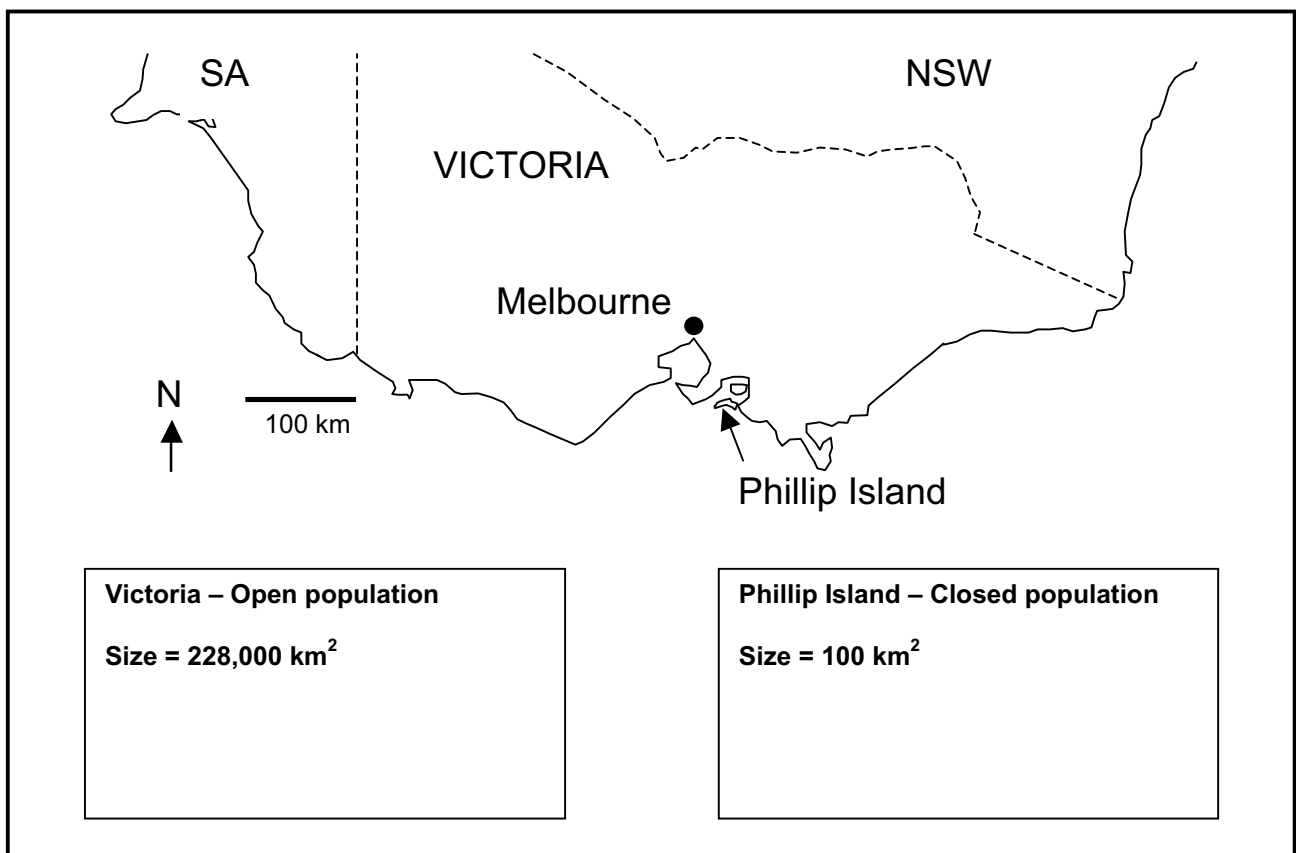 SA
NSW
VICTORIA
Melbourne
N
100 km
Phillip Island
Victoria – Open population
Size = 228,000 km²
Phillip Island – Closed population
Size = 100 km²